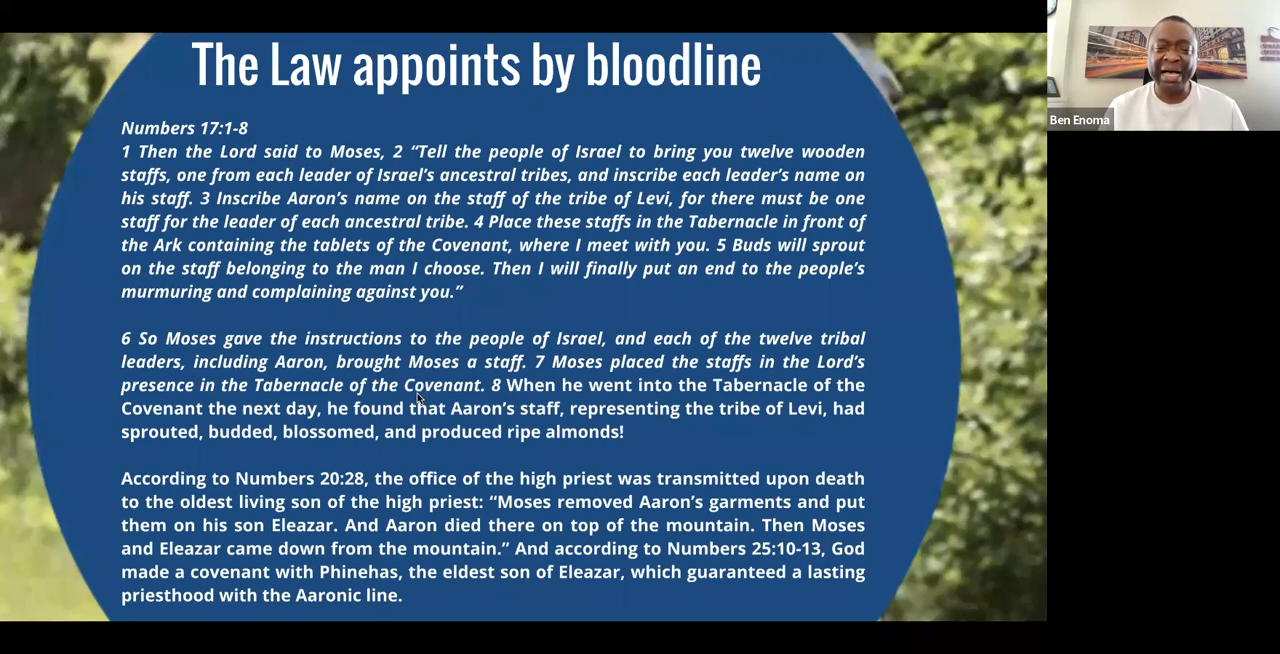 The Law appoints by bloodline
Numbers 17:1-8
1 Then the Lord said to Moses, 2 “Tell the people of Israel to bring you twelve wooden
staffs, one from each leader of Israel’s ancestral tribes, and inscribe each leader’s name on
his staff. 3 Inscribe Aaron’s name on the staff of the tribe of Levi, for there must be one
staff for the leader of each ancestral tribe. 4 Place these staffs in the Tabernacle in front of
the Ark containing the tablets of the Covenant, where I meet with you. 5 Buds will sprout
on the staff belonging to the man I choose. Then I will finally put an end to the people’s
murmuring and complaining against you.”
6 So Moses gave the instructions to the people of Israel, and each of the twelve tribal
leaders, including Aaron, brought Moses a staff. 7 Moses placed the staffs in the Lord’s
presence in the Tabernacle of the Covenant. 8 When he went into the Tabernacle of the
Covenant the next day, he found that Aaron’s staff, representing the tribe of Levi, had
sprouted, budded, blossomed, and produced ripe almonds!
According to Numbers 20:28, the office of the high priest was transmitted upon death
to the oldest living son of the high priest: “Moses removed Aaron’s garments and put
them on his son Eleazar. And Aaron died there on top of the mountain. Then Moses
and Eleazar came down from the mountain.” And according to Numbers 25:10-13, God
made a covenant with Phinehas, the eldest son of Eleazar, which guaranteed a lasting
priesthood with the Aaronic line.
Ben Enoma